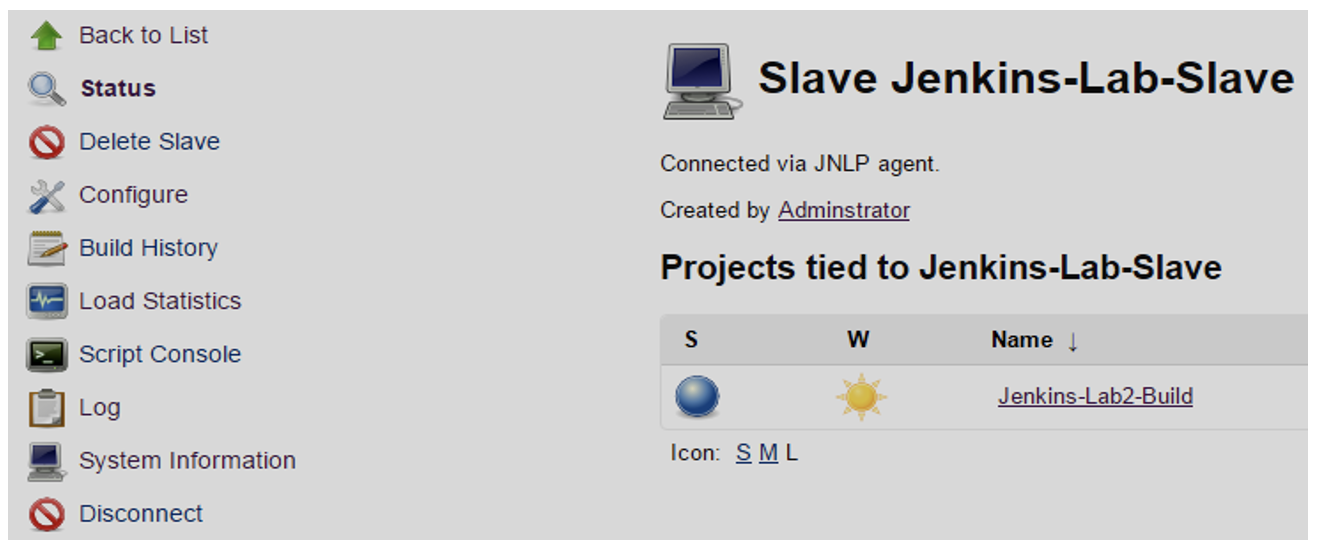 Back to List
Status
Delete Slave
Configure
Build History
Load Statistics
Script Console
Log
System Information
Disconnect
Slave Jenkins-Lab-Slave
Connected via JNLP agent.
Created by Adminstrator
Projects tied to Jenkins-Lab-Slave
S W Name ↓
Jenkins-Lab2-Build
Icon: S M L